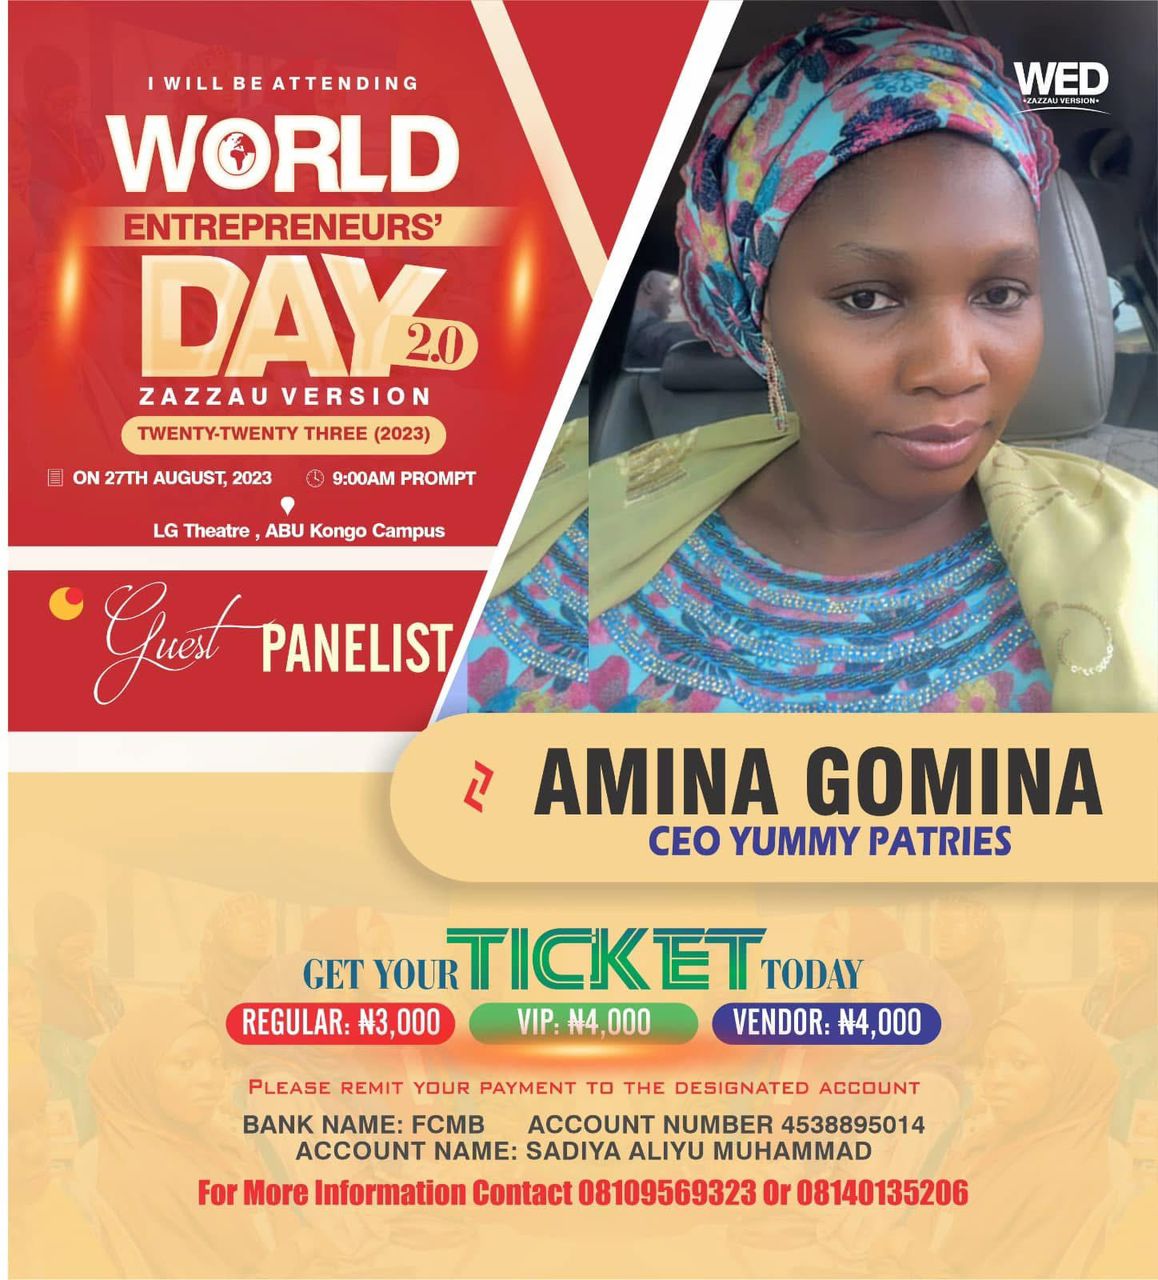 I WILL BE ATTENDING
WORLD
ENTREPRENEURS’
DAY
2.0
ZAZZAU VERSION
TWENTY-TWENTY THREE (2023)
ON 27TH AUGUST, 2023 9:00AM PROMPT
LG Theatre , ABU Kongo Campus
WED
•ZAZZAU VERSION•
Guest PANELIST
AMINA GOMINA
CEO YUMMY PATRIES
GET YOUR TICKET TODAY
REGULAR: ₦3,000 VIP: ₦4,000 VENDOR: ₦4,000
PLEASE REMIT YOUR PAYMENT TO THE DESIGNATED ACCOUNT
BANK NAME: FCMB ACCOUNT NUMBER 4538895014
ACCOUNT NAME: SADIYA ALIYU MUHAMMAD
For More Information Contact 08109569323 Or 08140135206